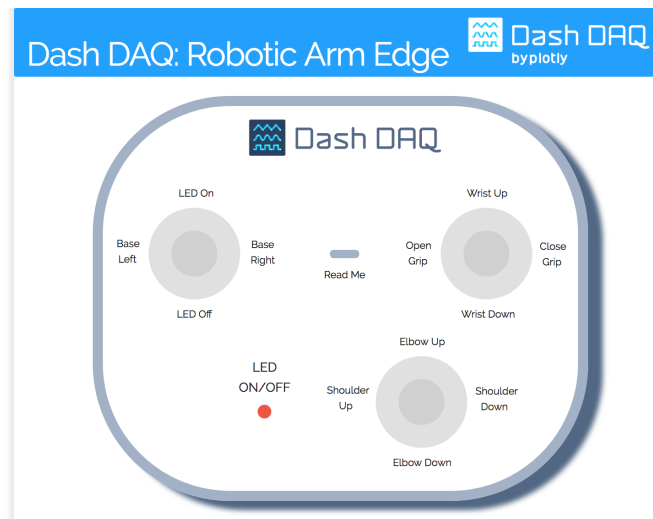 Dash DAQ: Robotic Arm Edge
Dash DAQ
byplotly
Dash DAQ
LED On
Base
Left
Base
Right
LED Off
Read Me
Wrist Up
Open
Grip
Close
Grip
Wrist Down
LED
ON/OFF
Elbow Up
Shoulder
Up
Shoulder
Down
Elbow Down